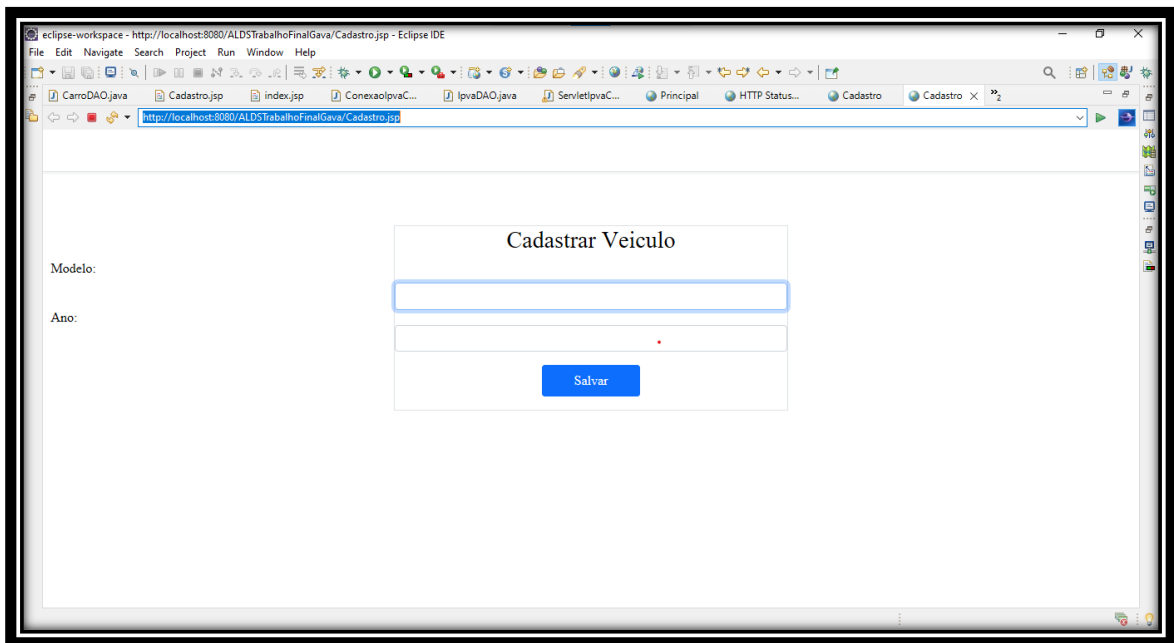 eclipse-workspace - http://localhost:8080/ALDSTrabalhoFinalGava/Cadastro.jsp - Eclipse IDE
File Edit Navigate Search Project Run Window Help
CarroDAO.java Cadastro.jsp index.jsp ConexaoIpvaC... IpvaDAO.java ServletIpvaC... Principal HTTP Status... Cadastro Cadastro »2
http://localhost:8080/ALDSTrabalhoFinalGava/Cadastro.jsp
Cadastrar Veiculo
Modelo:
Ano:
Salvar